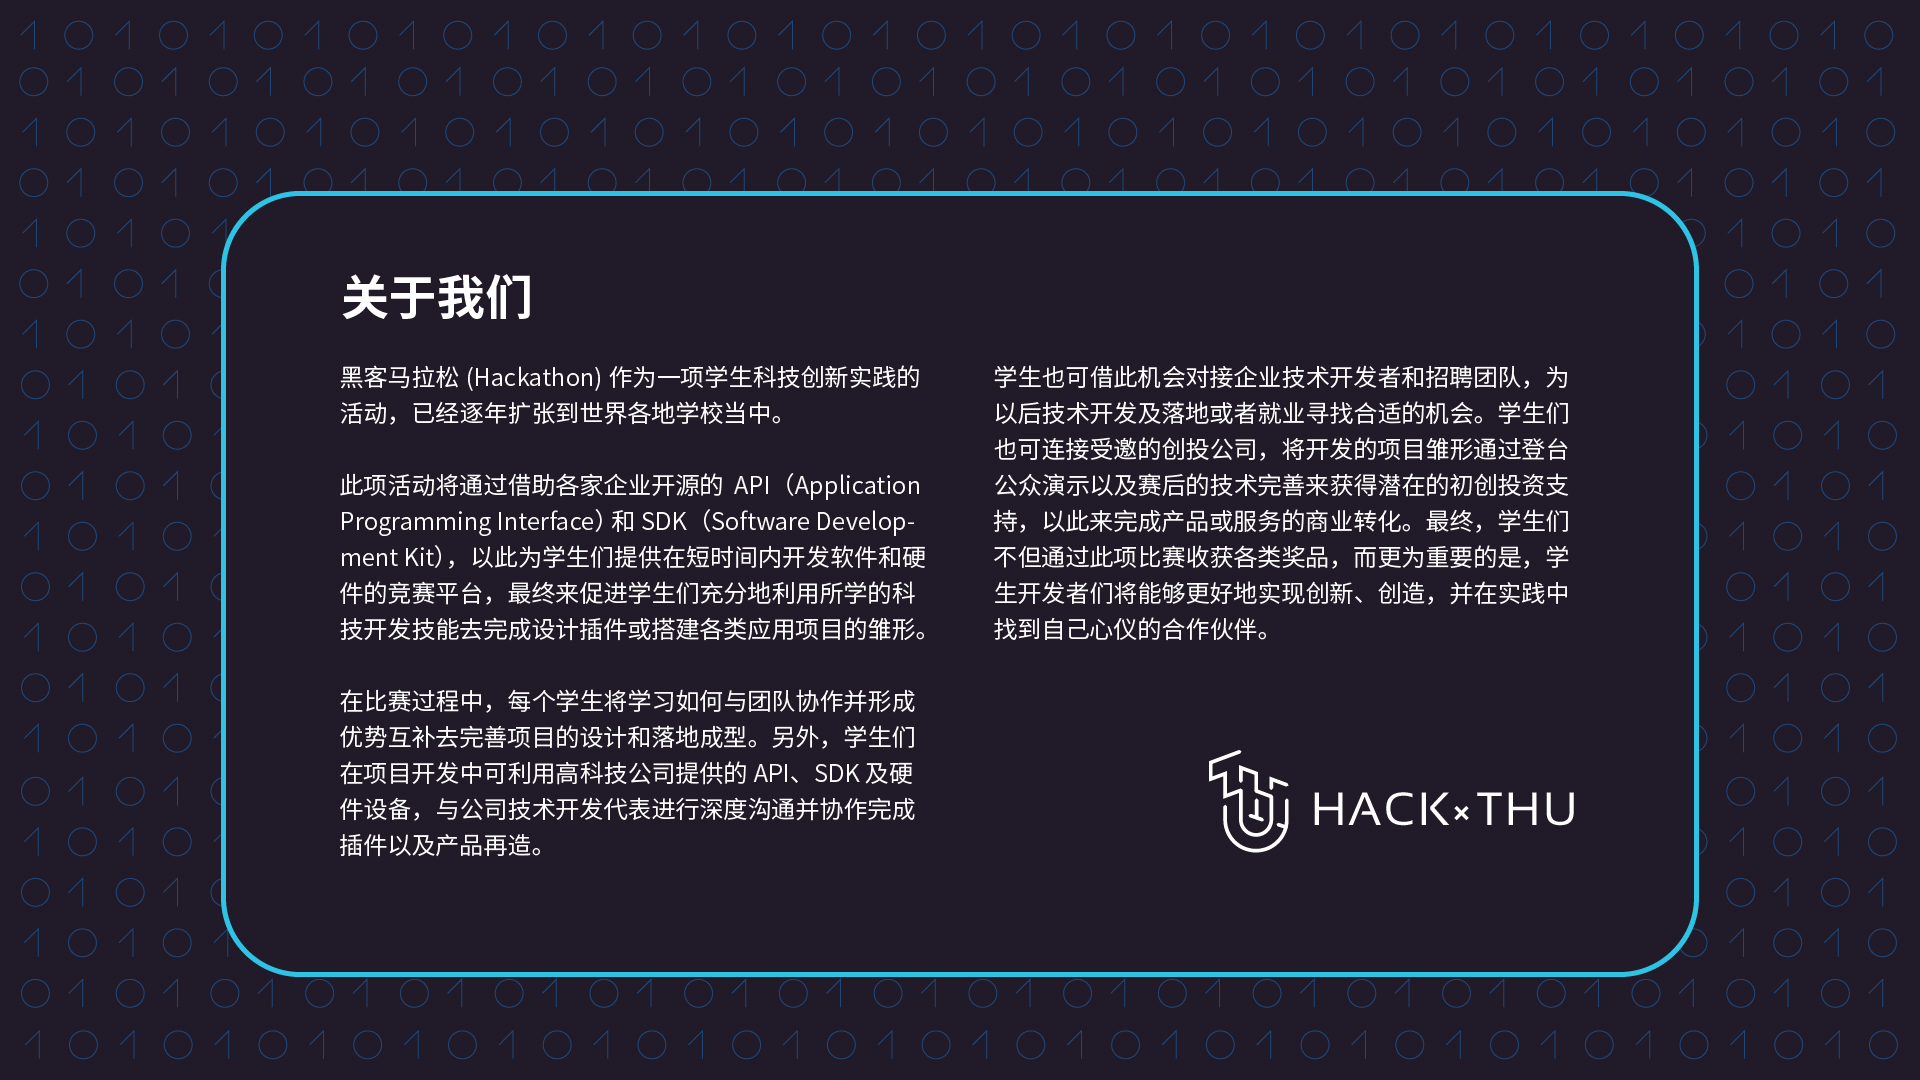 关于我们
黑客马拉松 (Hackathon) 作为一项学生科技创新实践的
活动，已经逐年扩张到世界各地学校当中。
此项活动将通过借助各家企业开源的 API（Application
Programming Interface）和 SDK（Software Develop-
ment Kit），以此为学生们提供在短时间内开发软件和硬
件的竞赛平台，最终来促进学生们充分地利用所学的科
技开发技能去完成设计插件或搭建各类应用项目的雏形。
在比赛过程中，每个学生将学习如何与团队协作并形成
优势互补去完善项目的设计和落地成型。另外，学生们
在项目开发中可利用高科技公司提供的 API、SDK 及硬
件设备，与公司技术开发代表进行深度沟通并协作完成
插件以及产品再造。
学生也可借此机会对接企业技术开发者和招聘团队，为
以后技术开发及落地或者就业寻找合适的机会。学生们
也可连接受邀的创投公司，将开发的项目雏形通过登台
公众演示以及赛后的技术完善来获得潜在的初创投资支
持，以此来完成产品或服务的商业转化。最终，学生们
不但通过此项比赛收获各类奖品，而更为重要的是，学
生开发者们将能够更好地实现创新、创造，并在实践中
找到自己心仪的合作伙伴。
HACK×THU